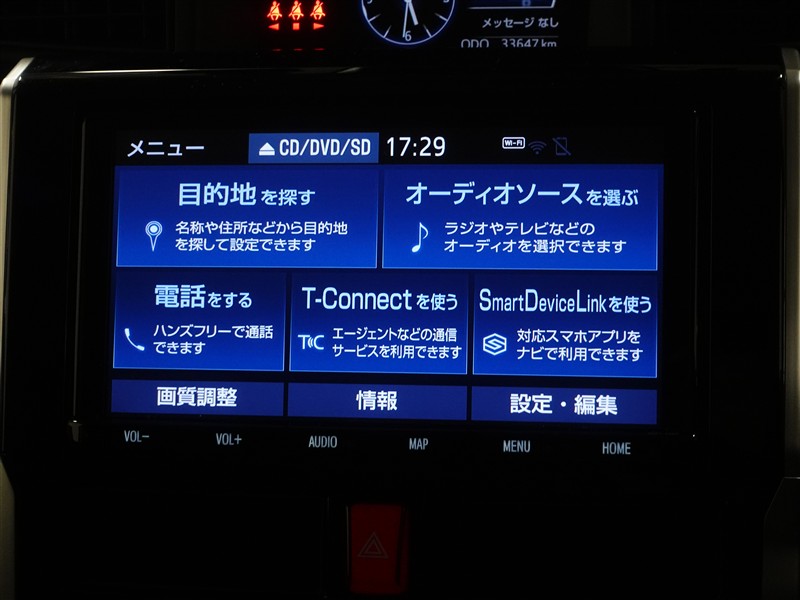 メッセージ なし
6
ODO 33647km
メニュー
CD/DVD/SD
17:29
Wi-Fi
目的地を探す
名称や住所などから目的地
を探して設定できます
オーディオソースを選ぶ
ラジオやテレビなどの
オーディオを選択できます
電話をする
ハンズフリーで通話
できます
T-Connectを使う
TC
エージェントなどの通信
サービスを利用できます
SmartDeviceLinkを使う
対応スマホアプリを
ナビで利用できます
画質調整
情報
設定・編集
VOL-
VOL+
AUDIO
MAP
MENU
HOME